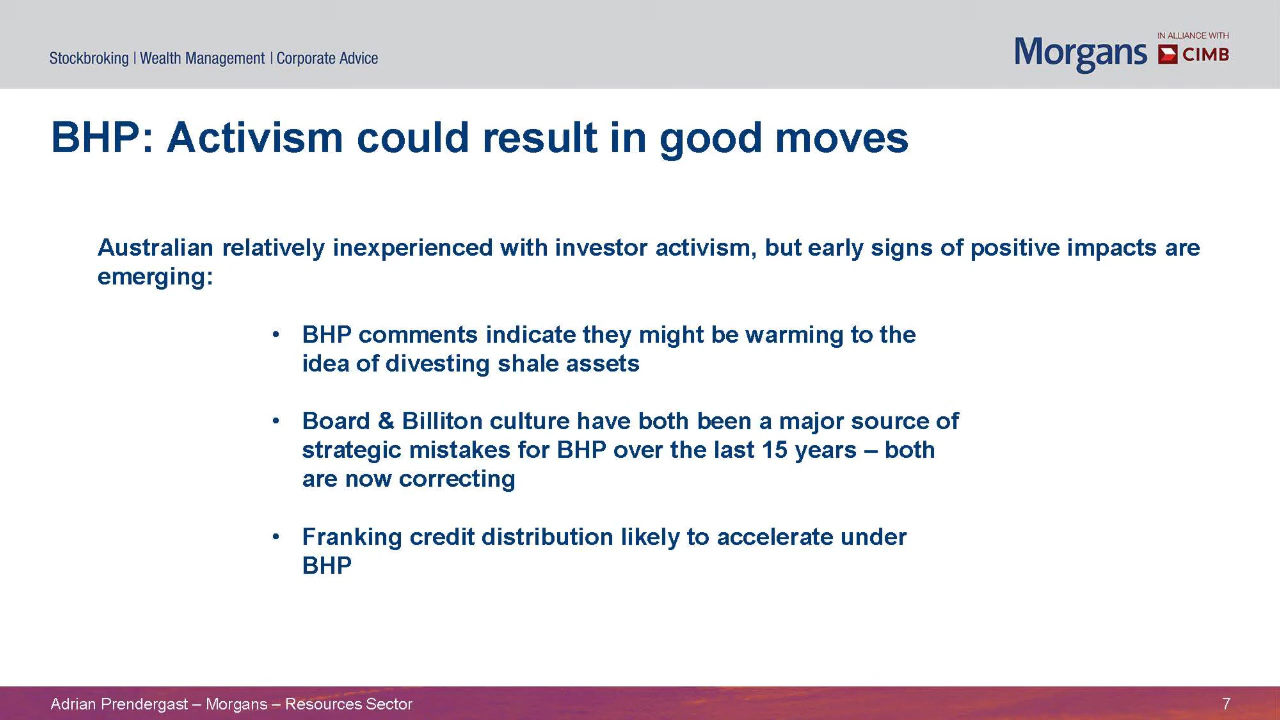 Stockbroking | Wealth Management | Corporate Advice
Morgans
IN ALLIANCE WITH
CIMB
BHP: Activism could result in good moves
Australian relatively inexperienced with investor activism, but early signs of positive impacts are
emerging:
• BHP comments indicate they might be warming to the
idea of divesting shale assets
• Board & Billiton culture have both been a major source of
strategic mistakes for BHP over the last 15 years – both
are now correcting
• Franking credit distribution likely to accelerate under
BHP
Adrian Prendergast – Morgans – Resources Sector
7